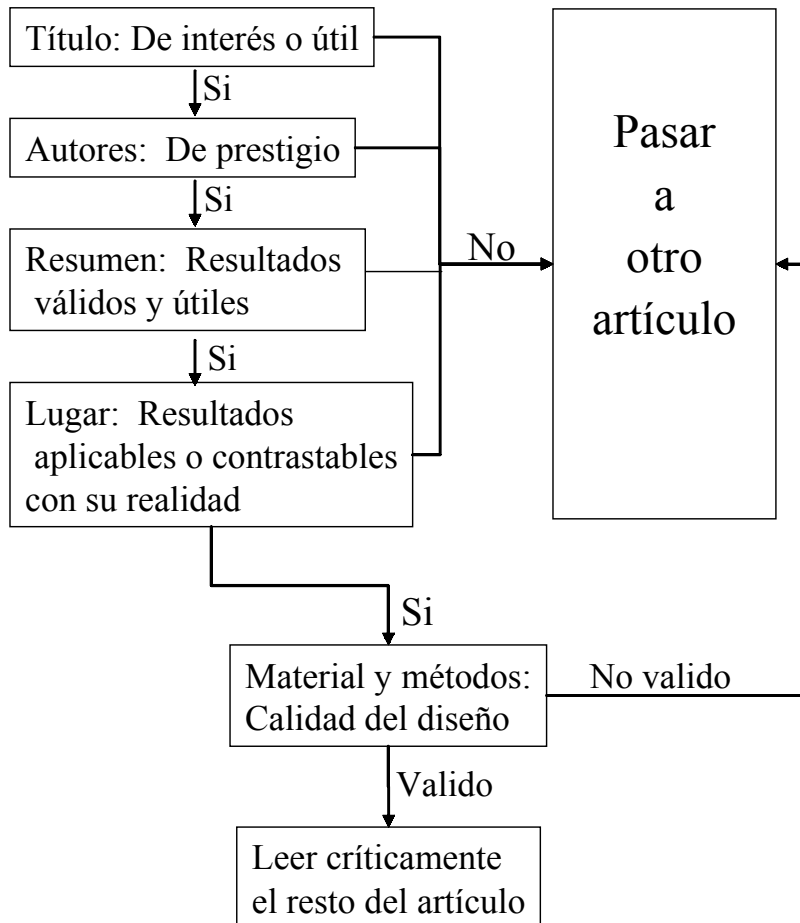 Título: De interés o útil
Si
Autores: De prestigio
Si
Resumen: Resultados
válidos y útiles
Si
Lugar: Resultados
aplicables o contrastables
con su realidad
No
Pasar
a
otro
artículo
Si
Material y métodos:
Calidad del diseño
No valido
Valido
Leer críticamente
el resto del artículo